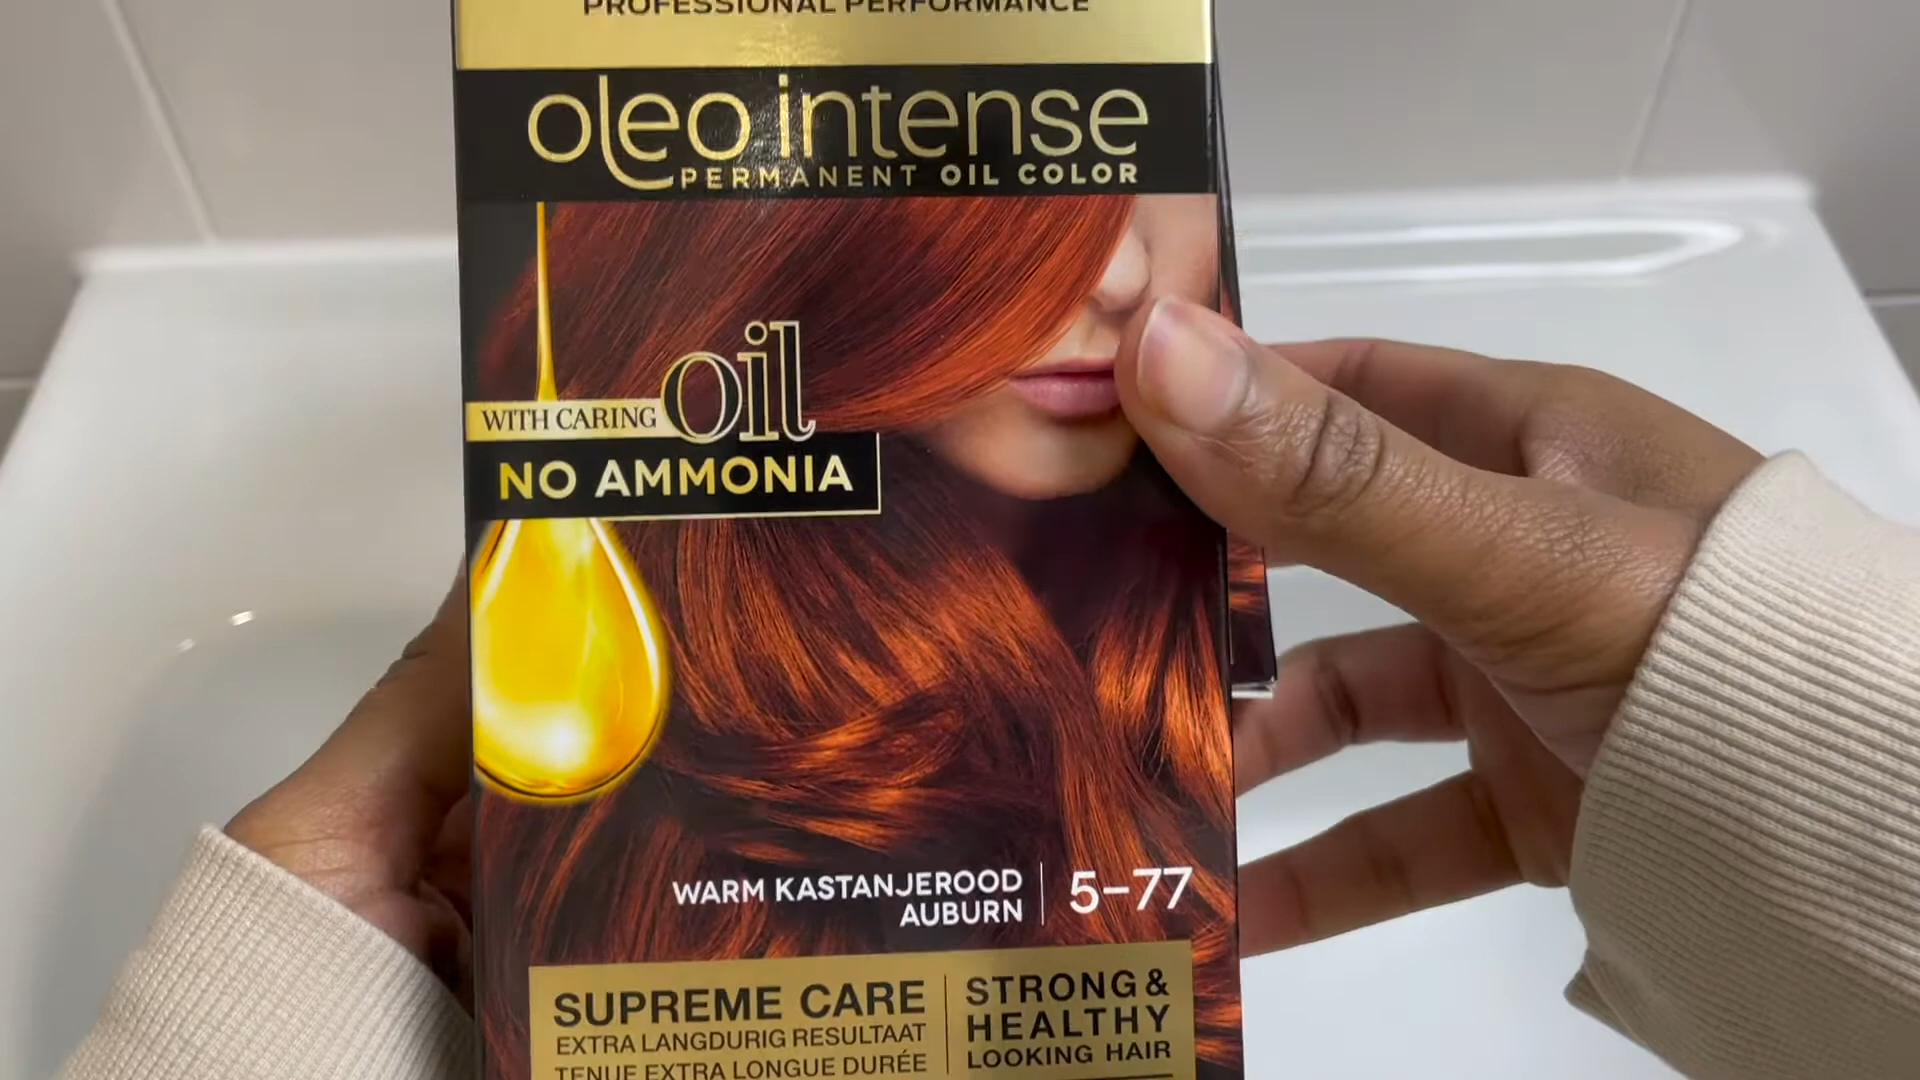 PROFESSIONAL PERFORMANCE
oleo intense
PERMANENT OIL COLOR
WITH CARING oil
NO AMMONIA
WARM KASTANJEROOD
AUBURN
5-77
SUPREME CARE
EXTRA LANGDURIG RESULTAAT
TENUE EXTRA LONGUE DURÉE
STRONG &
HEALTHY
LOOKING HAIR